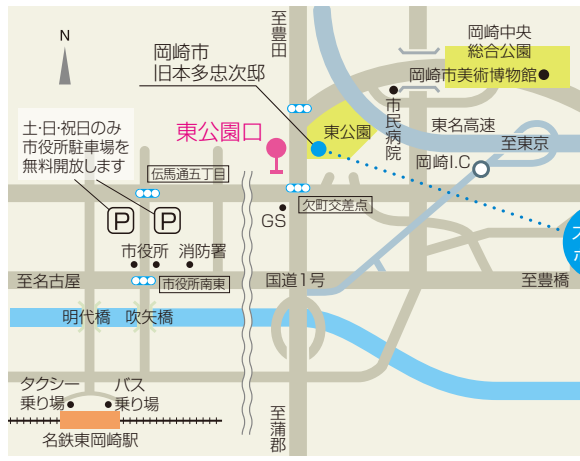 N
至豊田
岡崎市
旧本多忠次邸
岡崎中央
総合公園
岡崎市美術博物館
市民病院
東名高速
至東京
岡崎I.C
東公園口
東公園
土・日・祝日のみ
市役所駐車場を
無料開放します
伝馬通五丁目
P
P
GS
欠町交差点
市役所
消防署
至名古屋
市役所南東
国道1号
至豊橋
明代橋
吹矢橋
タクシー
乗り場
バス
乗り場
名鉄東岡崎駅
至蒲郡